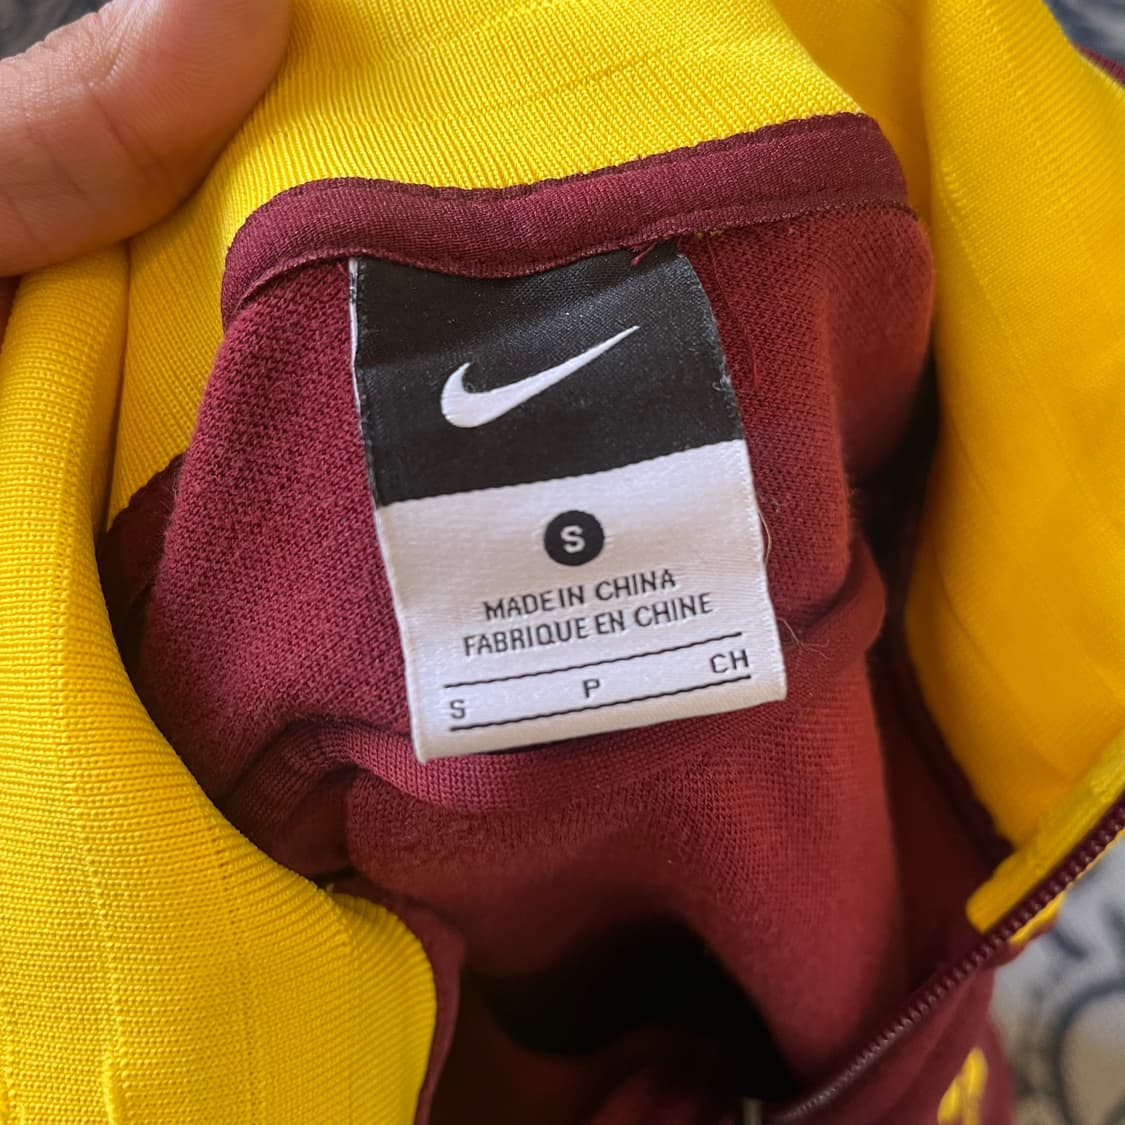 S
MADE IN CHINA
FABRIQUE EN CHINE
S P CH